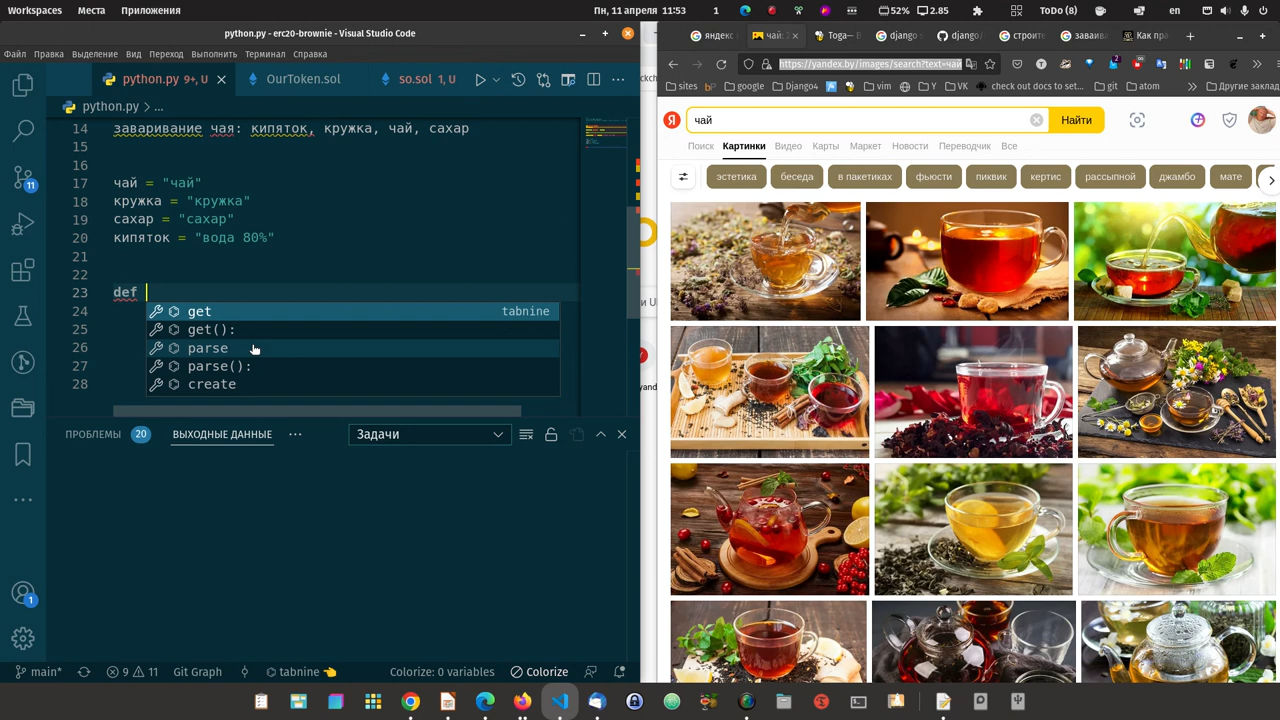 Whiskers
Места
Приложения
Пн, 11 апреля 11:53
1
52%
2.85
ToDo (8)
en
python.py - erc20-brownie - Visual Studio Code
Файл Правка Выделение Вид Переход Выполнить Терминал Справка
python.py 9+, U
OurToken.sol
so.sol 1, U
python.py > ...
14 заваривание чая: кипяток, кружка, чай, сахар
15
16
17 чай = "чай"
18 кружка = "кружка"
19 сахар = "сахар"
20 кипяток = "вода 80%"
21
22
23 def
24
25
26
27
28
get tabnine
get():
parse
parse():
create
11
ПРОБЛЕМЫ 20 ВЫХОДНЫЕ ДАННЫЕ ... Задачи
1
main* 9 11 Git Graph tabnine 👈 Colorize: 0 variables Colorize
яндекс
чай:
Тога—
django
django/
строите
завари
Как пра
https://yandex.by/images/search?text=чай
sites
google
Django4
vim
Y
VK
check out docs to set...
git
atom
Другие заклад
Я
чай
Найти
Поиск Картинки Видео Карты Маркет Новости Переводчик Все
эстетика беседа в пакетиках фьюсти пиквик кертис рассыпной джамбо мате